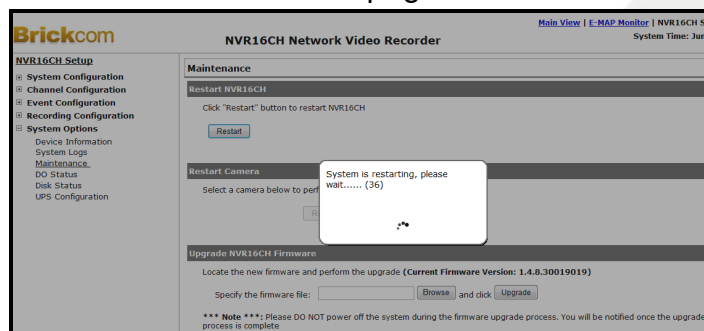 Main View | E-MAP Monitor | NVR16CH S
Brickcom
NVR16CH Network Video Recorder
System Time: Jun
NVR16CH Setup
System Configuration
Channel Configuration
Event Configuration
Recording Configuration
System Options
Device Information
System Logs
Maintenance
DO Status
Disk Status
UPS Configuration
Maintenance
Restart NVR16CH
Click "Restart" button to restart NVR16CH
Restart
Restart Camera
Select a camera below to perf
System is restarting, please
wait...... (36)
Upgrade NVR16CH Firmware
Locate the new firmware and perform the upgrade (Current Firmware Version: 1.4.8.30019019)
Specify the firmware file: Browse and click Upgrade
*** Note ***: Please DO NOT power off the system during the firmware upgrade process. You will be notified once the upgrade
process is complete